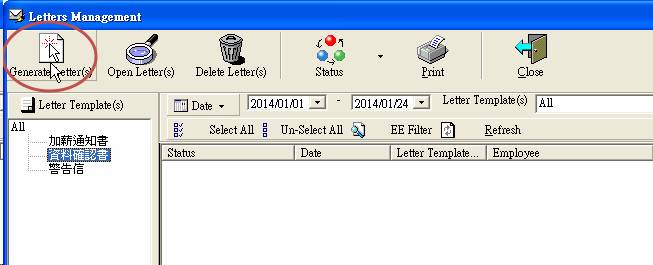 Letters Management
Generate Letter(s) Open Letter(s) Delete Letter(s) Status Print Close
Letter Template(s) Date 2014/01/01 - 2014/01/24 Letter Template(s) All
All Select All Un-Select All EE Filter Refresh
加薪通知書
資料確認書
警告信
Status Date Letter Template... Employee